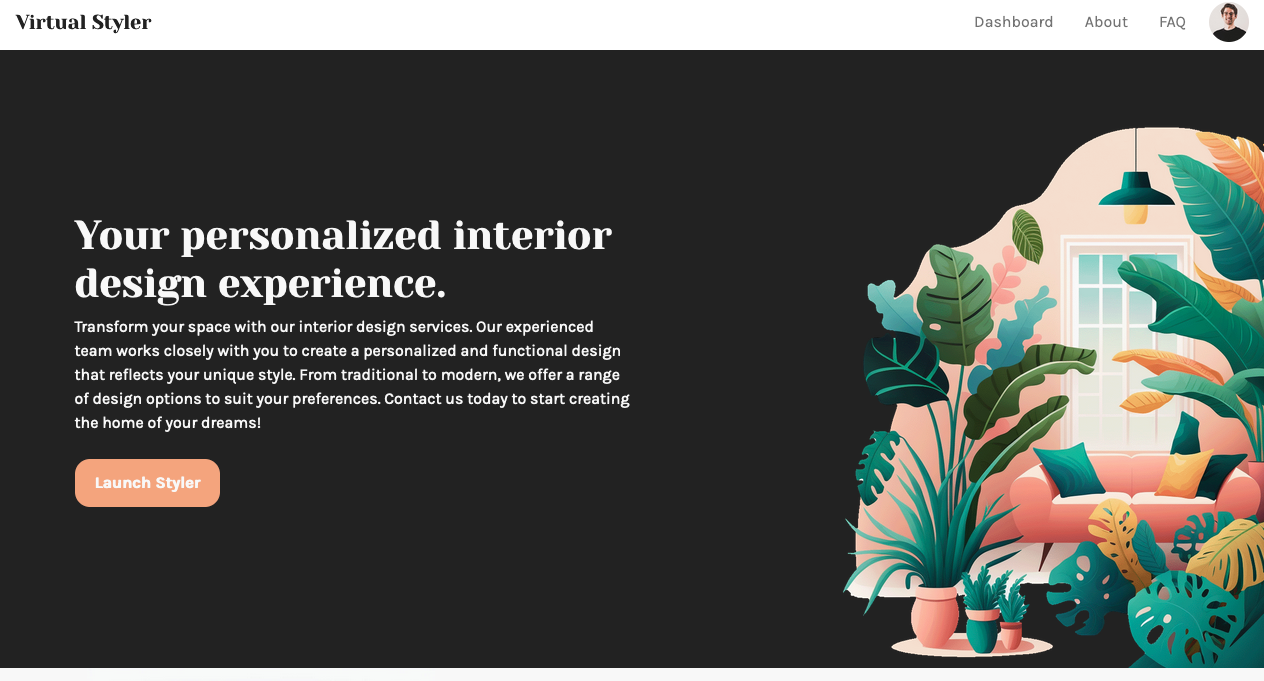 Virtual Styler
Dashboard
About
FAQ
Your personalized interior
design experience.
Transform your space with our interior design services. Our experienced
team works closely with you to create a personalized and functional design
that reflects your unique style. From traditional to modern, we offer a range
of design options to suit your preferences. Contact us today to start creating
the home of your dreams!
Launch Styler